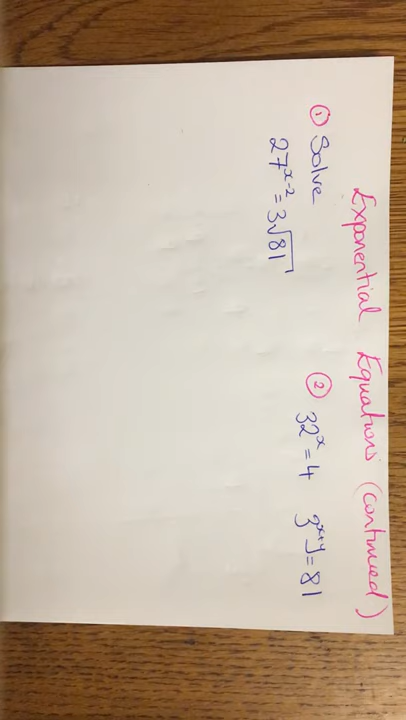 Exponential Equations (continued)
① Solve
27^{x-2} = 3√81
② 32^x = 4 3^{x+y} = 81